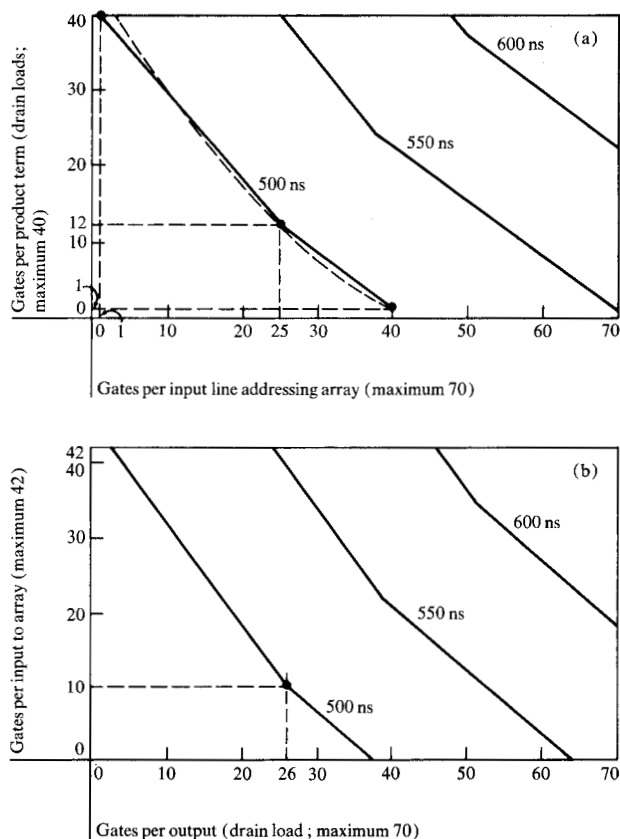 Gates per product term (drain loads;
maximum 40)
40
30
20
12
10
1
0
(a)
600 ns
550 ns
500 ns
0 10 20 25 30 40 50 60 70
1
Gates per input line addressing array (maximum 70)
Gates per input to array (maximum 42)
42
40
30
20
10
0
(b)
600 ns
550 ns
500 ns
0 10 20 26 30 40 50 60 70
Gates per output (drain load ; maximum 70)